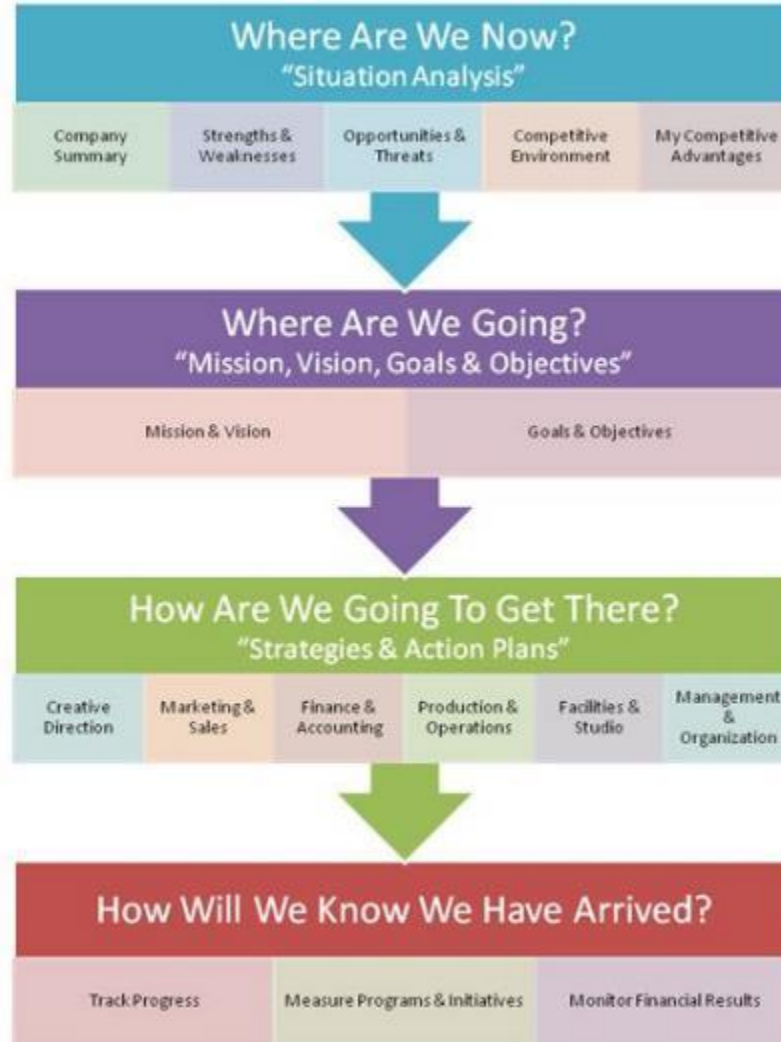 Where Are We Now?
“Situation Analysis”
Company
Summary
Strengths &
Weaknesses
Opportunities &
Threats
Competitive
Environment
My Competitive
Advantages
Where Are We Going?
“Mission, Vision, Goals & Objectives”
Mission & Vision
Goals & Objectives
How Are We Going To Get There?
“Strategies & Action Plans”
Creative
Direction
Marketing &
Sales
Finance &
Accounting
Production &
Operations
Facilities &
Studio
Management
&
Organization
How Will We Know We Have Arrived?
Track Progress
Measure Programs & Initiatives
Monitor Financial Results